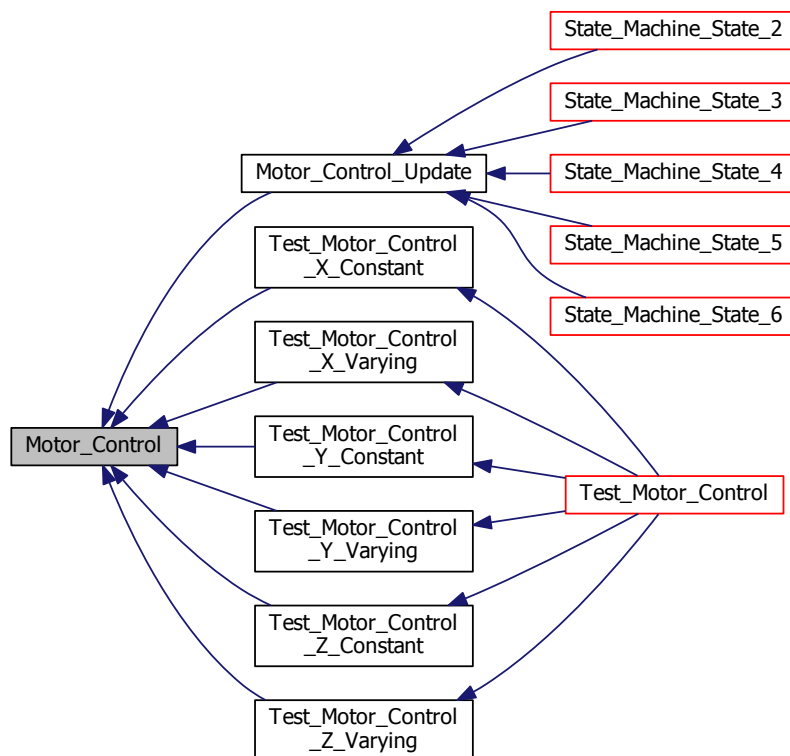 State_Machine_State_2
State_Machine_State_3
Motor_Control_Update
State_Machine_State_4
Test_Motor_Control
_X_Constant
State_Machine_State_5
State_Machine_State_6
Test_Motor_Control
_X_Varying
Motor_Control
Test_Motor_Control
_Y_Constant
Test_Motor_Control
Test_Motor_Control
_Y_Varying
Test_Motor_Control
_Z_Constant
Test_Motor_Control
_Z_Varying